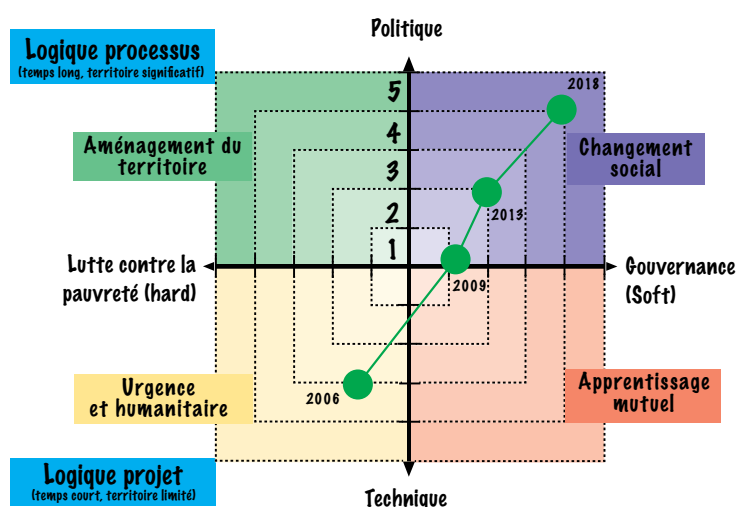 Politique
Logique processus
(temps long, territoire significatif)
5
2018
4
Aménagement du
territoire
Changement
social
3
2013
2
1
Lutte contre la
pauvreté (hard)
Gouvernance
(Soft)
2009
Urgence
et humanitaire
2006
Apprentissage
mutuel
Logique projet
(temps court, territoire limité)
Technique